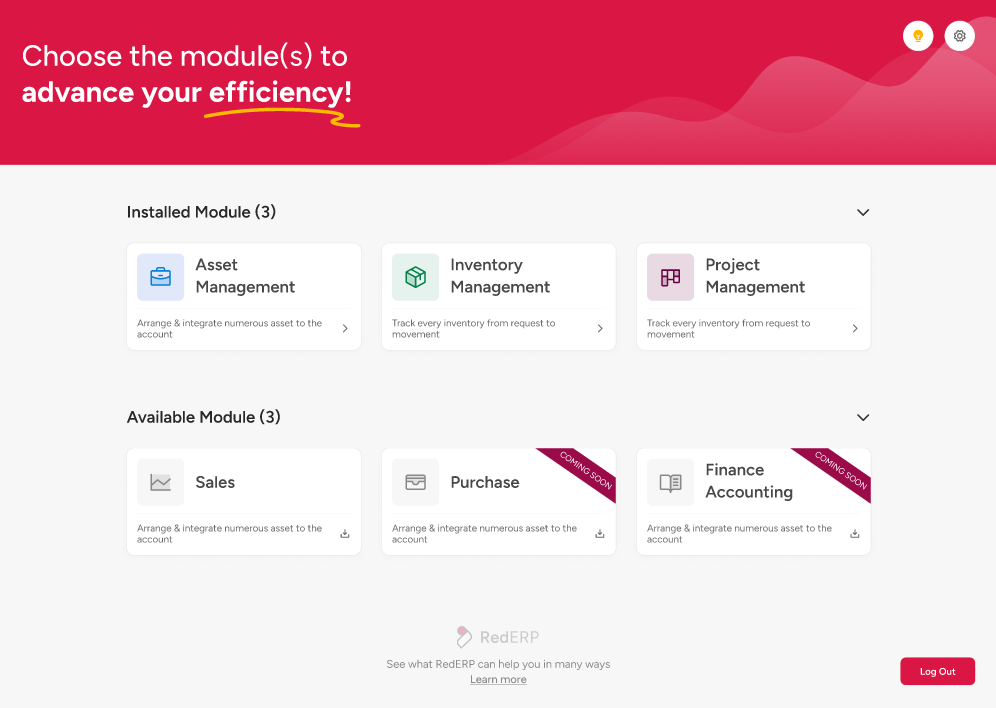 Choose the module(s) to
advance your efficiency!
Installed Module (3)
Asset
Management
Arrange & integrate numerous asset to the
account
Inventory
Management
Track every inventory from request to
movement
Project
Management
Track every inventory from request to
movement
Available Module (3)
Sales
Arrange & integrate numerous asset to the
account
COMING SOON
Purchase
Arrange & integrate numerous asset to the
account
COMING SOON
Finance
Accounting
Arrange & integrate numerous asset to the
account
RedERP
See what RedERP can help you in many ways
Learn more
Log Out